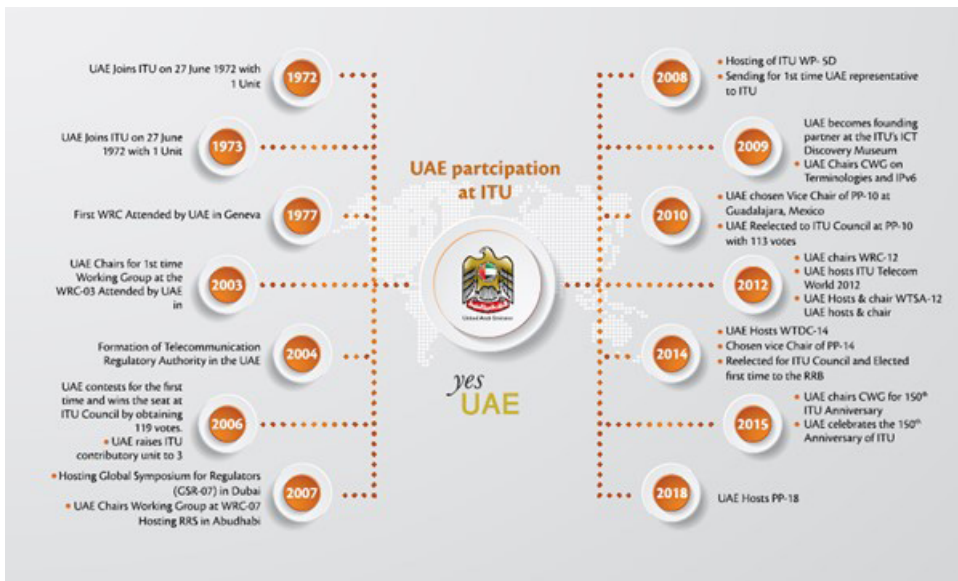 UAE Joins ITU on 27 June 1972 with
1 Unit
1972
UAE Joins ITU on 27 June
1972 with 1 Unit
1973
First WRC Attended by UAE in Geneva
1977
UAE Chairs for 1st time
Working Group at the
WRC-03 Attended by UAE
in
2003
Formation of Telecommunication
Regulatory Authority in the UAE
2004
UAE contests for the first
time and wins the seat at
ITU Council by obtaining
119 votes.
• UAE raises ITU
contributory unit to 3
2006
• Hosting Global Symposium for Regulators
(GSR-07) in Dubai
• UAE Chairs Working Group at WRC-07
Hosting RRS in Abudhabi
2007
UAE partcipation
at ITU
United Arab Emirates
yes
UAE
2008
• Hosting of ITU WP- 5D
• Sending for 1st time UAE representative
to ITU
2009
UAE becomes founding
partner at the ITU's ICT
Discovery Museum
• UAE Chairs CWG on
Terminologies and IPv6
2010
• UAE chosen Vice Chair of PP-10 at
Guadalajara, Mexico
• UAE Reelected to ITU Council at PP-10
with 113 votes
2012
• UAE chairs WRC-12
• UAE hosts ITU Telecom
World 2012
• UAE Hosts & chair WTSA-12
UAE hosts & chair
2014
• UAE Hosts WTDC-14
• Chosen vice Chair of PP-14
• Reelected for ITU Council and Elected
first time to the RRB
2015
• UAE chairs CWG for 150th
ITU Anniversary
• UAE celebrates the 150th
Anniversary of ITU
2018
UAE Hosts PP-18